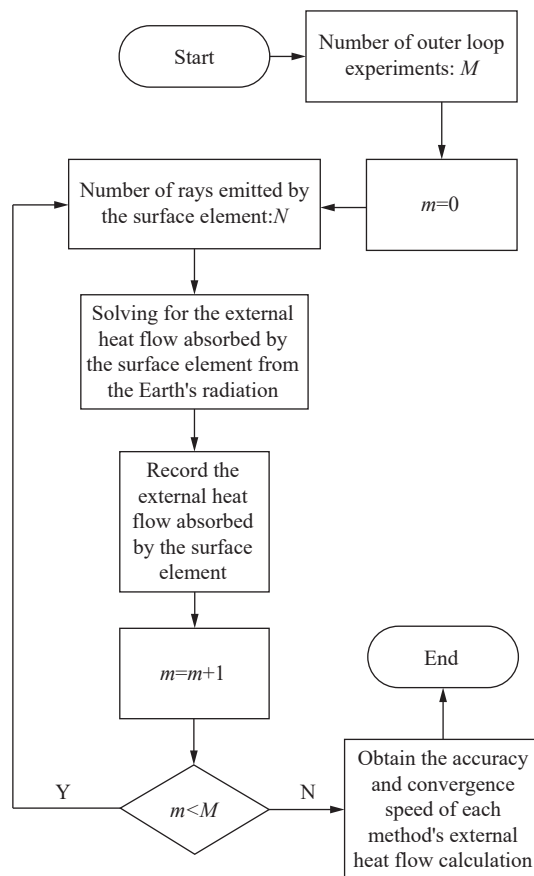 Start
Number of outer loop
experiments: M
m=0
Number of rays emitted by
the surface element:N
Solving for the external
heat flow absorbed by
the surface element from
the Earth's radiation
Record the
external heat
flow absorbed
by the surface
element
m=m+1
m<M
Y
N
Obtain the accuracy
and convergence
speed of each
method's external
heat flow calculation
End